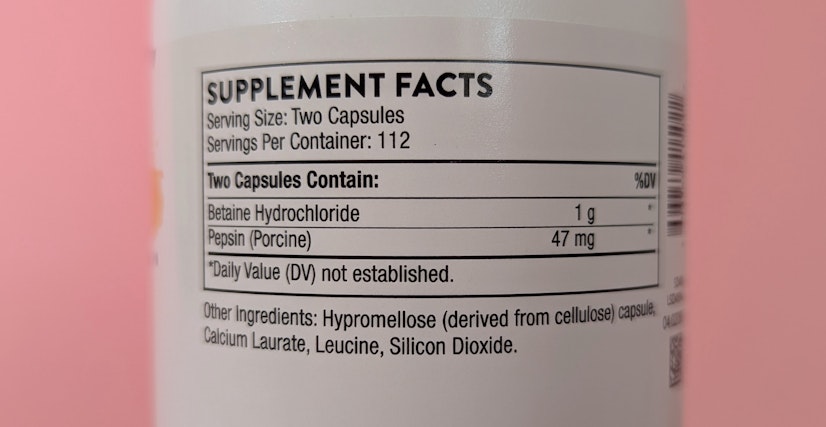 SUPPLEMENT FACTS
Serving Size: Two Capsules
Servings Per Container: 112
Two Capsules Contain: %DV
Betaine Hydrochloride 1 g *
Pepsin (Porcine) 47 mg *
*Daily Value (DV) not established.
Other Ingredients: Hypromellose (derived from cellulose) capsule,
Calcium Laurate, Leucine, Silicon Dioxide.